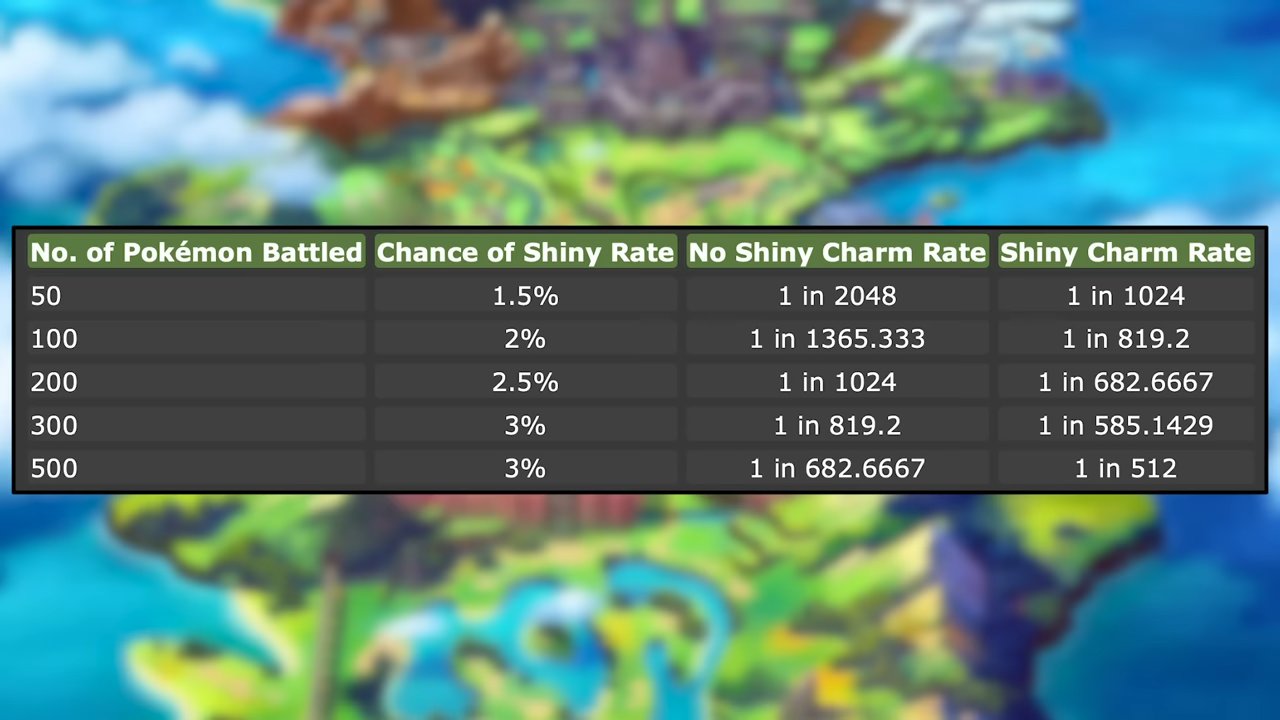 No. of Pokémon Battled Chance of Shiny Rate No Shiny Charm Rate Shiny Charm Rate
50 1.5% 1 in 2048 1 in 1024
100 2% 1 in 1365.333 1 in 819.2
200 2.5% 1 in 1024 1 in 682.6667
300 3% 1 in 819.2 1 in 585.1429
500 3% 1 in 682.6667 1 in 512